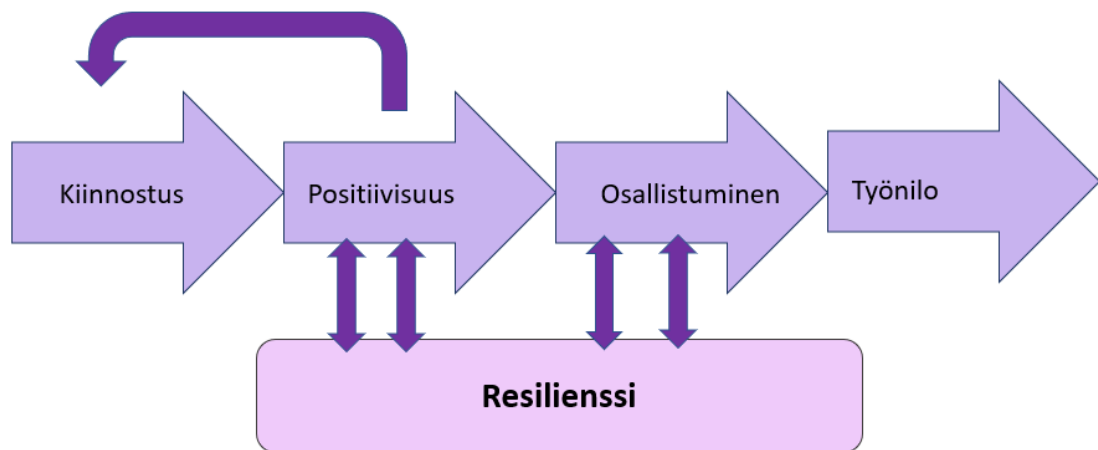 Kiinnostus
Positiivisuus
Osallistuminen
Työnilo
Resilienssi